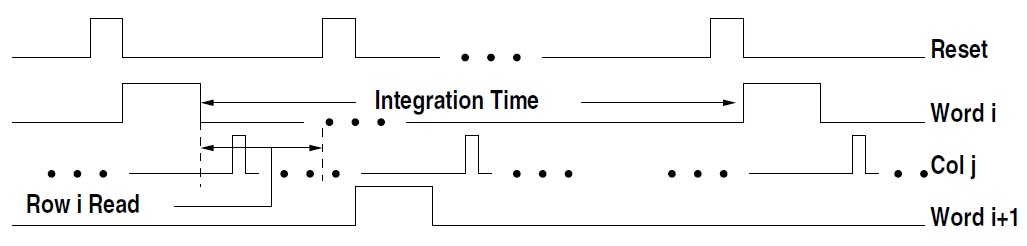 Reset
Integration Time
Word i
Col j
Row i Read
Word i+1